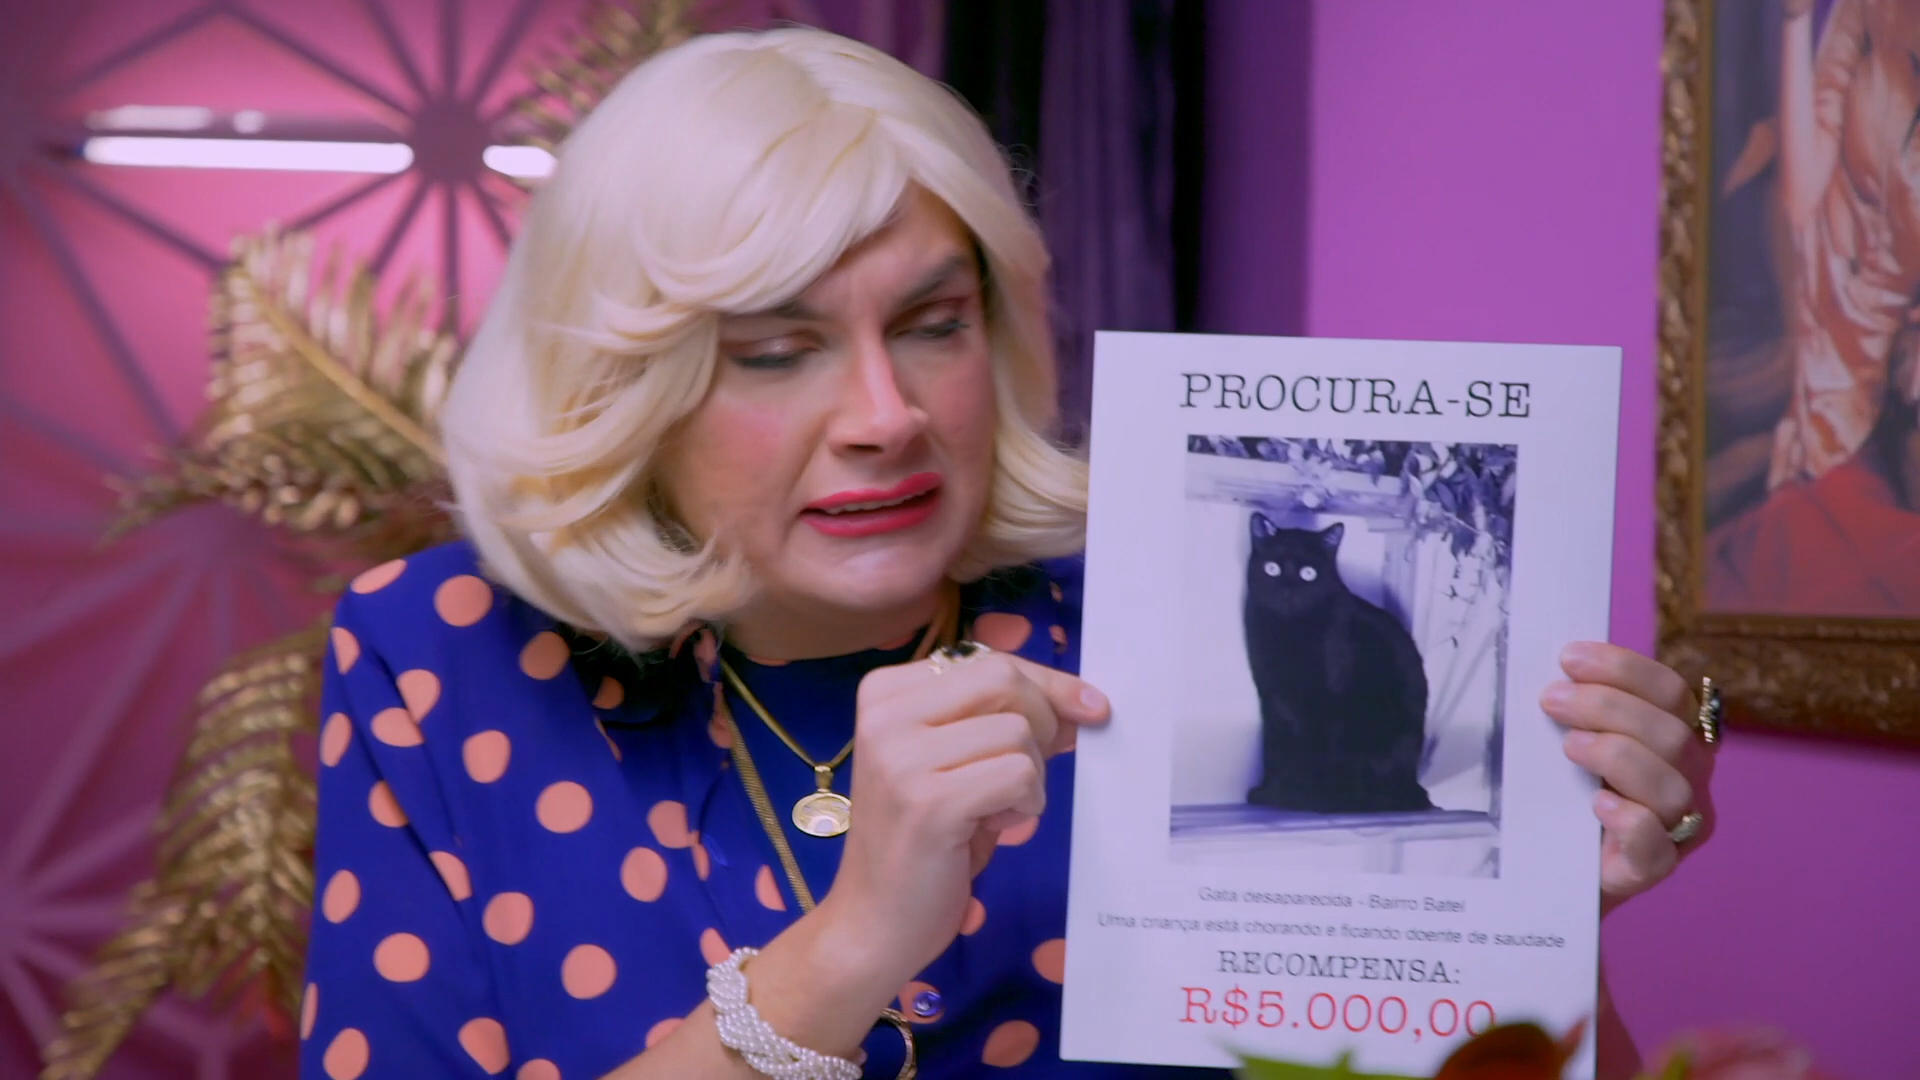 PROCURA-SE
Gata desaparecida - Bairro Batel
Uma criança está chorando e ficando doente de saudade
RECOMPENSA:
R$5.000,00